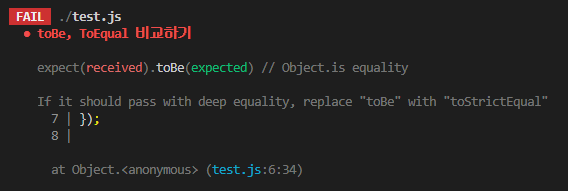 FAIL ./test.js
● toBe, ToEqual 비교하기
expect(received).toBe(expected) // Object.is equality
If it should pass with deep equality, replace "toBe" with "toStrictEqual"
7 | });
8 |
at Object.<anonymous> (test.js:6:34)